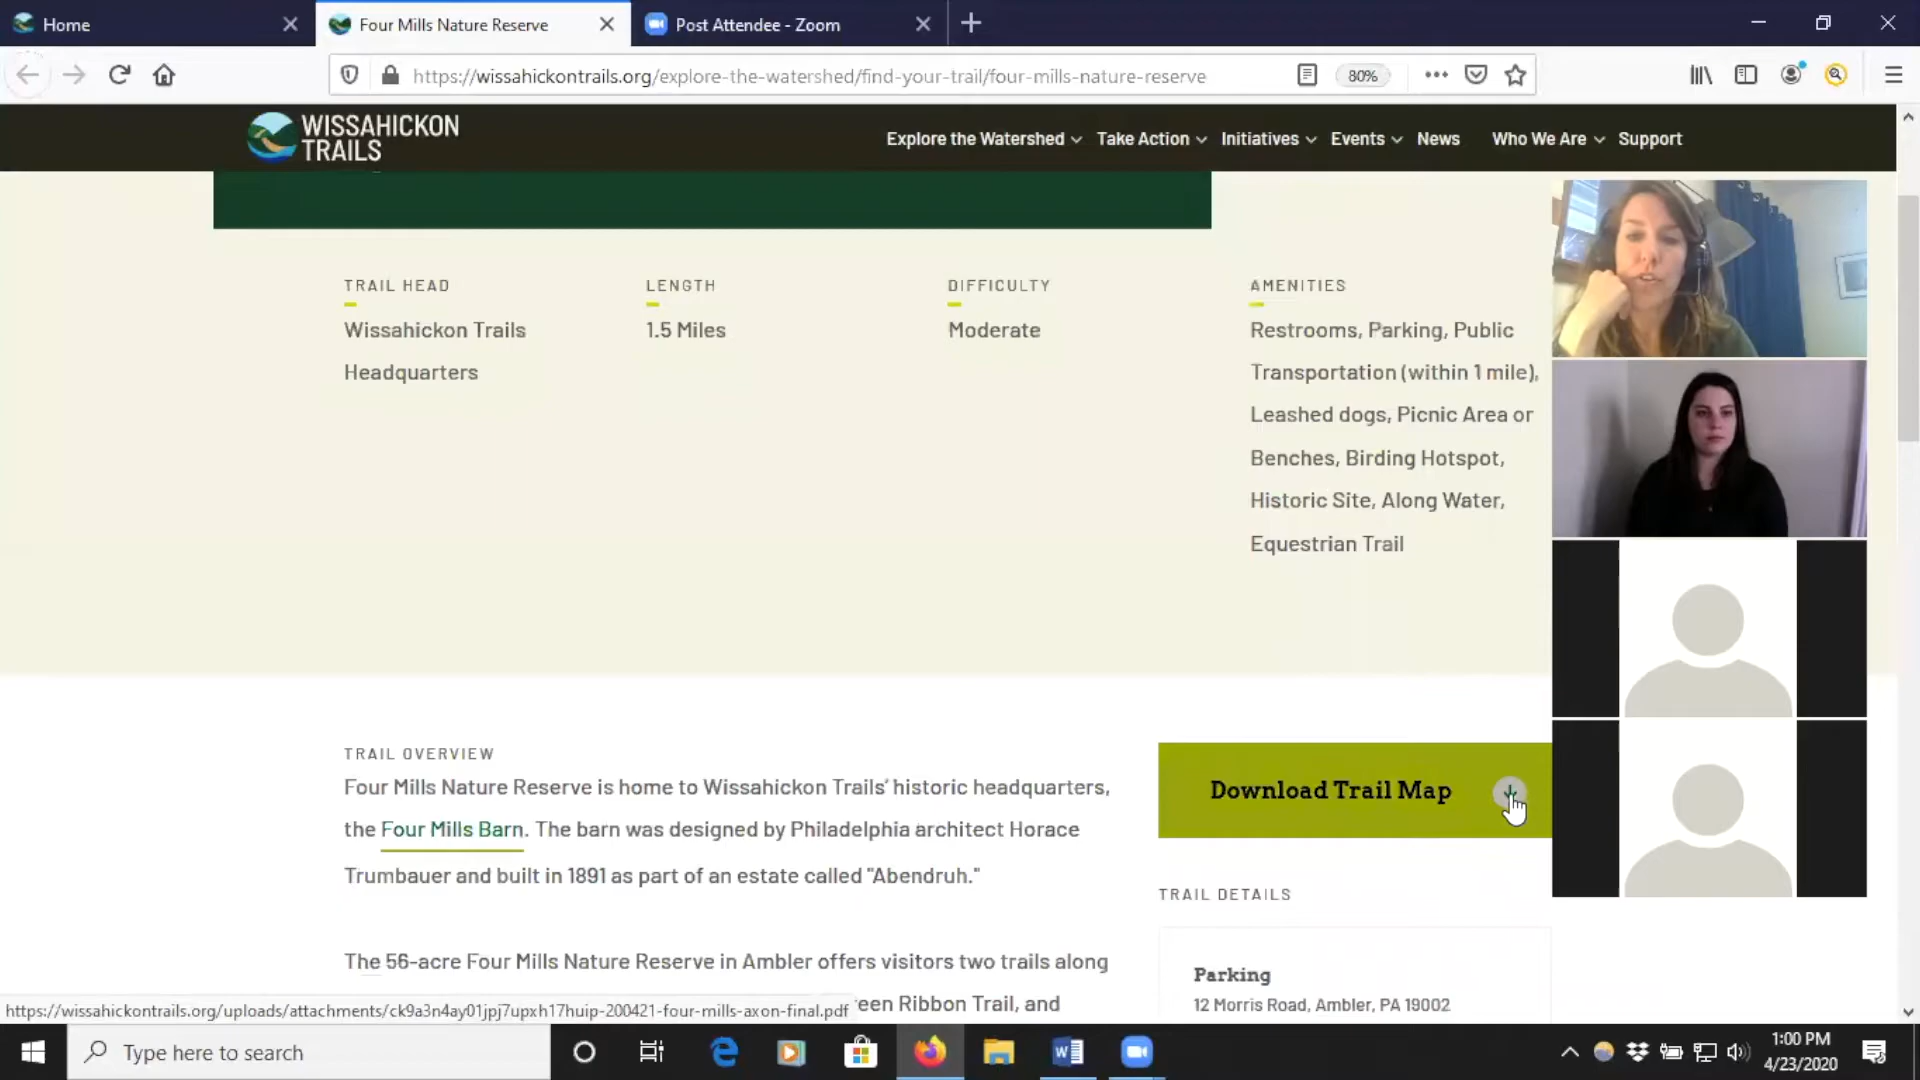 Home
Four Mills Nature Reserve
Post Attendee - Zoom
https://wissahickontrails.org/explore-the-watershed/find-your-trail/four-mills-nature-reserve
80%
WISSAHICKON
TRAILS
Explore the Watershed
Take Action
Initiatives
Events
News
Who We Are
Support
TRAIL HEAD
Wissahickon Trails
Headquarters
LENGTH
1.5 Miles
DIFFICULTY
Moderate
AMENITIES
Restrooms, Parking, Public
Transportation (within 1 mile),
Leashed dogs, Picnic Area or
Benches, Birding Hotspot,
Historic Site, Along Water,
Equestrian Trail
TRAIL OVERVIEW
Four Mills Nature Reserve is home to Wissahickon Trails' historic headquarters,
the Four Mills Barn. The barn was designed by Philadelphia architect Horace
Trumbauer and built in 1891 as part of an estate called "Abendruh."
The 56-acre Four Mills Nature Reserve in Ambler offers visitors two trails along
Ribbon Trail, and
Download Trail Map
TRAIL DETAILS
Parking
12 Morris Road, Ambler, PA 19002
https://wissahickontrails.org/uploads/attachments/ck9a3n4ay01jpj7upxh17huip-200421-four-mills-axon-final.pdf
Type here to search
1:00 PM
4/23/2020